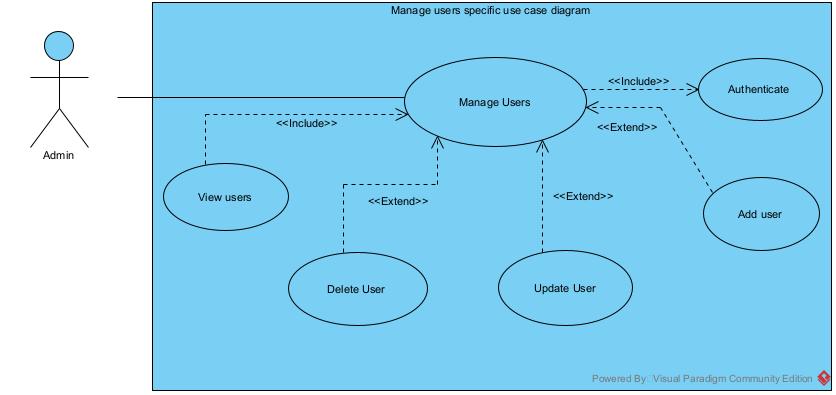 Manage users specific use case diagram
<<Include>>
Authenticate
Manage Users
<<Include>>
<<Extend>>
Admin
View users
<<Extend>>
<<Extend>>
Add user
Delete User
Update User
Powered By Visual Paradigm Community Edition